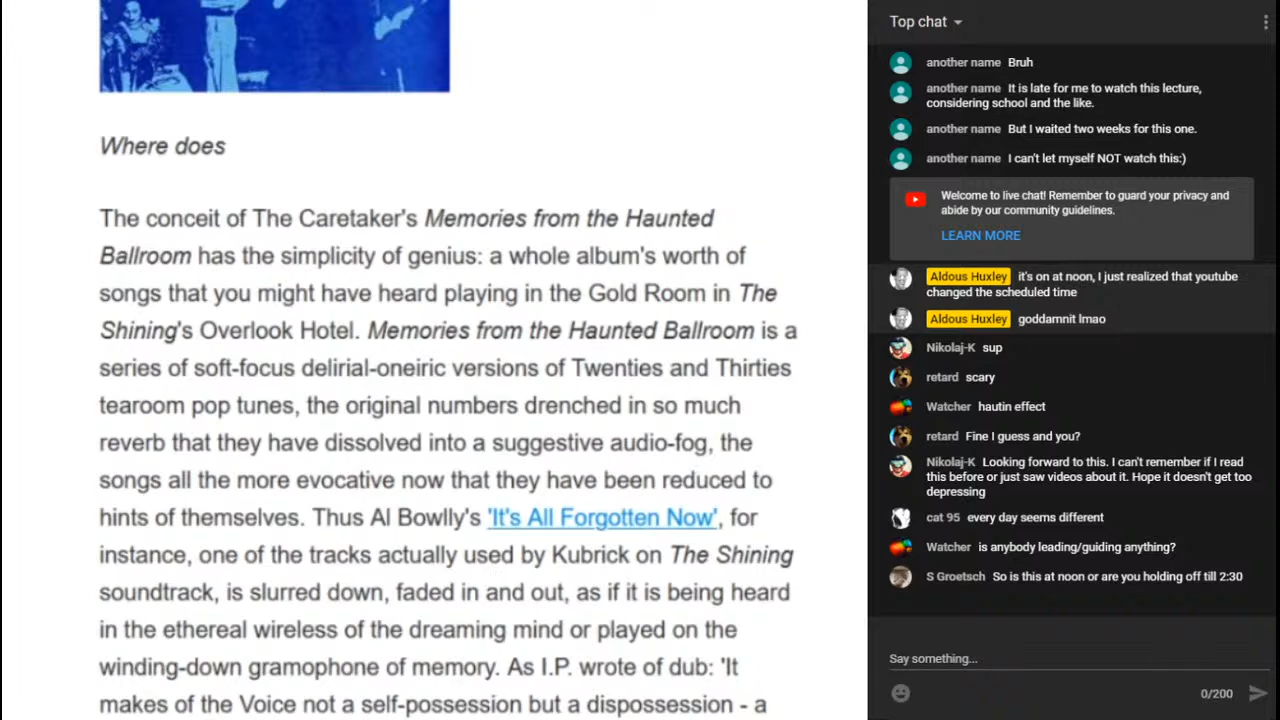 Where does
The conceit of The Caretaker's Memories from the Haunted
Ballroom has the simplicity of genius: a whole album's worth of
songs that you might have heard playing in the Gold Room in The
Shining's Overlook Hotel. Memories from the Haunted Ballroom is a
series of soft-focus delirial-oneiric versions of Twenties and Thirties
tearoom pop tunes, the original numbers drenched in so much
reverb that they have dissolved into a suggestive audio-fog, the
songs all the more evocative now that they have been reduced to
hints of themselves. Thus Al Bowlly's 'It's All Forgotten Now', for
instance, one of the tracks actually used by Kubrick on The Shining
soundtrack, is slurred down, faded in and out, as if it is being heard
in the ethereal wireless of the dreaming mind or played on the
winding-down gramophone of memory. As I.P. wrote of dub: 'It
makes of the Voice not a self-possession but a dispossession - a
Top chat
another name Bruh
another name It is late for me to watch this lecture,
considering school and the like.
another name But I waited two weeks for this one.
another name I can't let myself NOT watch this:)
Welcome to live chat! Remember to guard your privacy and
abide by our community guidelines.
LEARN MORE
Aldous Huxley it's on at noon, I just realized that youtube
changed the scheduled time
Aldous Huxley goddamnit lmao
Nikolaj-K sup
retard scary
Watcher hautin effect
retard Fine I guess and you?
Nikolaj-K Looking forward to this. I can't remember if I read
this before or just saw videos about it. Hope it doesn't get too
depressing
cat 95 every day seems different
Watcher is anybody leading/guiding anything?
S Groetsch So is this at noon or are you holding off till 2:30
Say something...
0/200